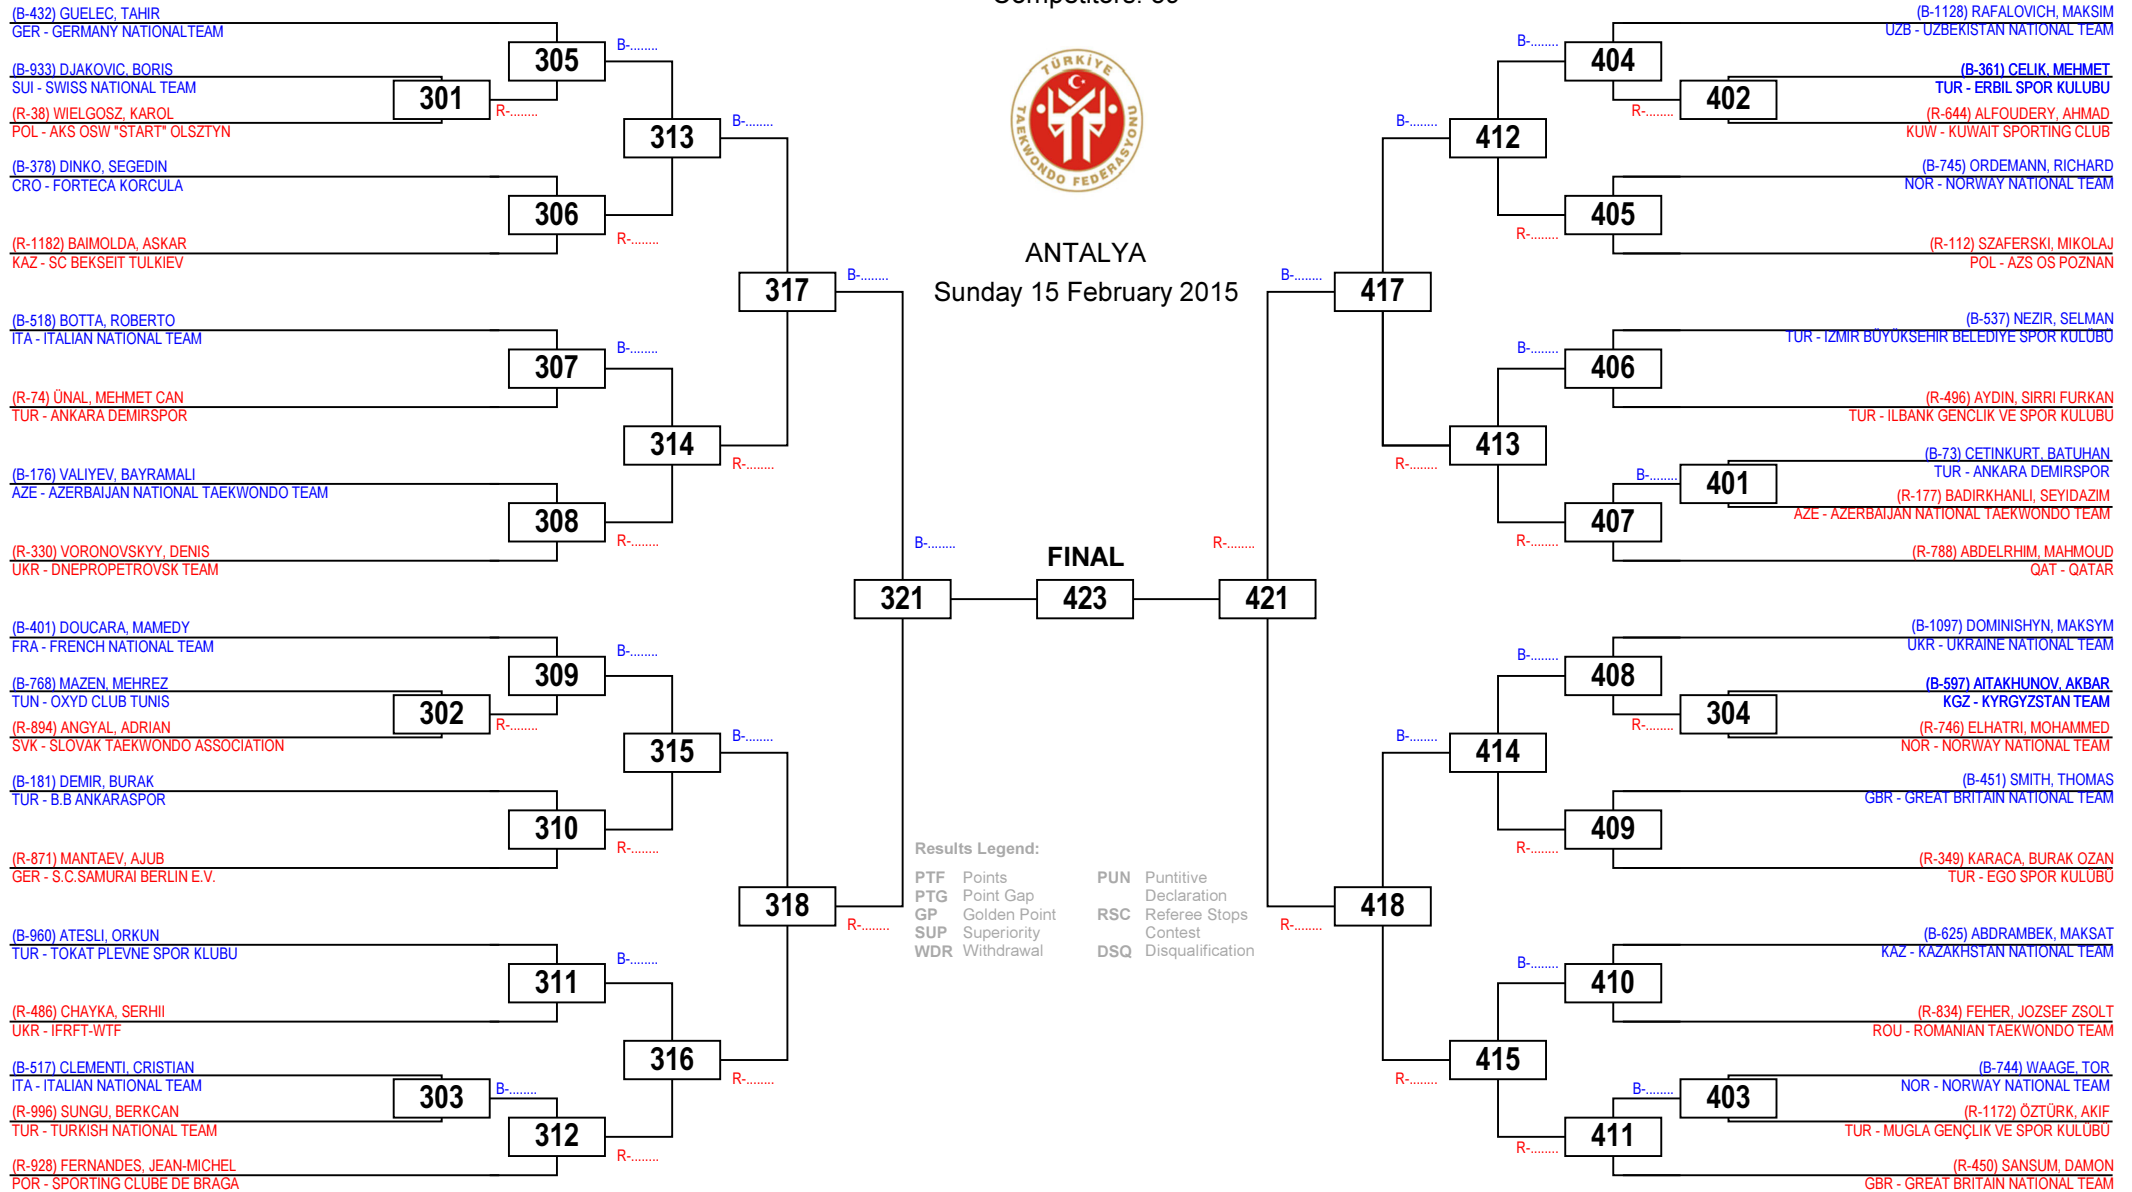 (B-432) GUELEC, TAHIR
GER - GERMANY NATIONALTEAM
(B-933) DJAKOVIC, BORIS
SUI - SWISS NATIONAL TEAM
(R-38) WIELGOSZ, KAROL
POL - AKS OSW "START" OLSZTYN
(B-378) DINKO, SEGEDIN
CRO - FORTECA KORCULA
(R-1182) BAIMOLDA, ASKAR
KAZ - SC BEKSEIT TULKIEV
(B-518) BOTTA, ROBERTO
ITA - ITALIAN NATIONAL TEAM
(R-74) ÜNAL, MEHMET CAN
TUR - ANKARA DEMIRSPOR
(B-176) VALIYEV, BAYRAMALI
AZE - AZERBAIJAN NATIONAL TAEKWONDO TEAM
(R-330) VORONOVSKYY, DENIS
UKR - DNEPROPETROVSK TEAM
(B-401) DOUCARA, MAMEDY
FRA - FRENCH NATIONAL TEAM
(B-768) MAZEN, MEHREZ
TUN - OXYD CLUB TUNIS
(R-894) ANGYAL, ADRIAN
SVK - SLOVAK TAEKWONDO ASSOCIATION
(B-181) DEMIR, BURAK
TUR - B.B ANKARASPOR
(R-871) MANTAEV, AJUB
GER - S.C.SAMURAI BERLIN E.V.
(B-960) ATESLI, ORKUN
TUR - TOKAT PLEVNE SPOR KLUBU
(R-486) CHAYKA, SERHII
UKR - IFRFT-WTF
(B-517) CLEMENTI, CRISTIAN
ITA - ITALIAN NATIONAL TEAM
(R-996) SUNGU, BERKCAN
TUR - TURKISH NATIONAL TEAM
(R-928) FERNANDES, JEAN-MICHEL
POR - SPORTING CLUBE DE BRAGA
301
R-........
302
R-........
303
B-........
305
B-........
306
R-........
307
B-........
308
R-........
309
B-........
310
R-........
311
B-........
312
R-........
313
B-........
314
R-........
315
B-........
316
R-........
317
B-........
318
R-........
321
B-........
TÜRKİYE
TAEKWONDO FEDERASYONU
ANTALYA
Sunday 15 February 2015
FINAL
423
Results Legend:
PTF Points
PTG Point Gap
GP Golden Point
SUP Superiority
WDR Withdrawal
PUN Puntitive
Declaration
RSC Referee Stops
Contest
DSQ Disqualification
R-........
421
B-........
417
R-........
418
B-........
412
R-........
413
B-........
414
R-........
415
B-........
404
R-........
405
B-........
406
R-........
407
B-........
408
R-........
409
B-........
410
R-........
411
R-........
402
B-........
401
R-........
304
B-........
403
(B-1128) RAFALOVICH, MAKSIM
UZB - UZBEKISTAN NATIONAL TEAM
(B-361) CELIK, MEHMET
TUR - ERBIL SPOR KULUBU
(R-644) ALFOUDERY, AHMAD
KUW - KUWAIT SPORTING CLUB
(B-745) ORDEMANN, RICHARD
NOR - NORWAY NATIONAL TEAM
(R-112) SZAFERSKI, MIKOLAJ
POL - AZS OS POZNAN
(B-537) NEZIR, SELMAN
TUR - IZMIR BÜYÜKSEHIR BELEDIYE SPOR KULÜBÜ
(R-496) AYDIN, SIRRI FURKAN
TUR - ILBANK GENCLIK VE SPOR KULUBU
(B-73) CETINKURT, BATUHAN
TUR - ANKARA DEMIRSPOR
(R-177) BADIRKHANLI, SEYIDAZIM
AZE - AZERBAIJAN NATIONAL TAEKWONDO TEAM
(R-788) ABDELRHIM, MAHMOUD
QAT - QATAR
(B-1097) DOMINISHYN, MAKSYM
UKR - UKRAINE NATIONAL TEAM
(B-597) AITAKHUNOV, AKBAR
KGZ - KYRGYZSTAN TEAM
(R-746) ELHATRI, MOHAMMED
NOR - NORWAY NATIONAL TEAM
(B-451) SMITH, THOMAS
GBR - GREAT BRITAIN NATIONAL TEAM
(R-349) KARACA, BURAK OZAN
TUR - EGO SPOR KULÜBÜ
(B-625) ABDRAMBEK, MAKSAT
KAZ - KAZAKHSTAN NATIONAL TEAM
(R-834) FEHER, JOZSEF ZSOLT
ROU - ROMANIAN TAEKWONDO TEAM
(B-744) WAAGE, TOR
NOR - NORWAY NATIONAL TEAM
(R-1172) ÖZTÜRK, AKIF
TUR - MUGLA GENÇLIK VE SPOR KULÜBÜ
(R-450) SANSUM, DAMON
GBR - GREAT BRITAIN NATIONAL TEAM